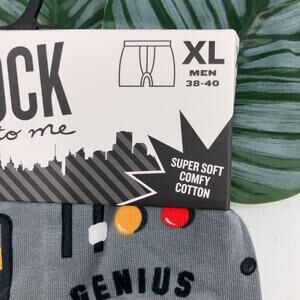 OCK
to me
XL
MEN
38-40
SUPER SOFT
COMFY
COTTON
GENIUS